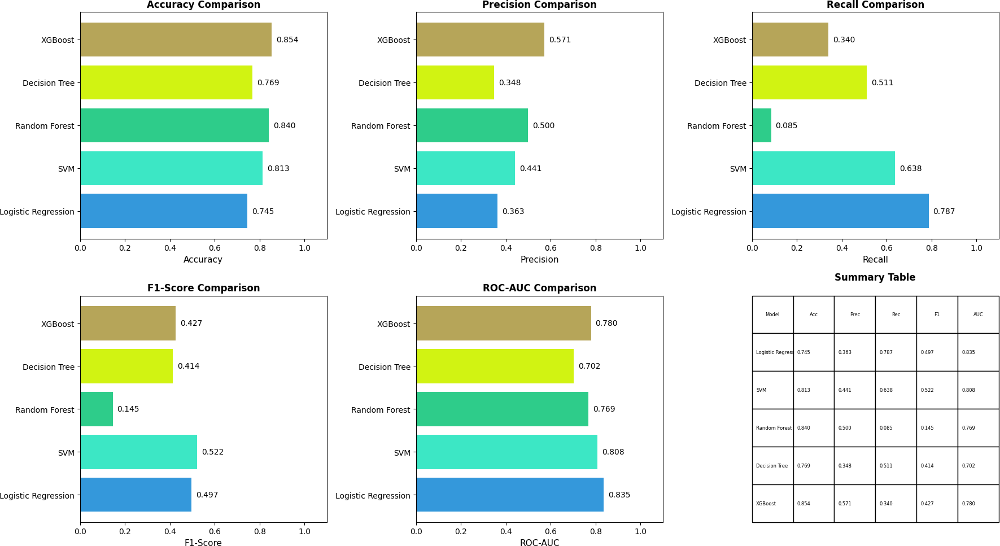 Accuracy Comparison
XGBoost
0.854
Decision Tree
0.769
Random Forest
0.840
SVM
0.813
Logistic Regression
0.745
0.0 0.2 0.4 0.6 0.8 1.0
Accuracy
Precision Comparison
XGBoost
0.571
Decision Tree
0.348
Random Forest
0.500
SVM
0.441
Logistic Regression
0.363
0.0 0.2 0.4 0.6 0.8 1.0
Precision
Recall Comparison
XGBoost
0.340
Decision Tree
0.511
Random Forest
0.085
SVM
0.638
Logistic Regression
0.787
0.0 0.2 0.4 0.6 0.8 1.0
Recall
F1-Score Comparison
XGBoost
0.427
Decision Tree
0.414
Random Forest
0.145
SVM
0.522
Logistic Regression
0.497
0.0 0.2 0.4 0.6 0.8 1.0
F1-Score
ROC-AUC Comparison
XGBoost
0.780
Decision Tree
0.702
Random Forest
0.769
SVM
0.808
Logistic Regression
0.835
0.0 0.2 0.4 0.6 0.8 1.0
ROC-AUC
Summary Table
Model Acc Prec Rec F1 AUC
Logistic Regress 0.745 0.363 0.787 0.497 0.835
SVM 0.813 0.441 0.638 0.522 0.808
Random Forest 0.840 0.500 0.085 0.145 0.769
Decision Tree 0.769 0.348 0.511 0.414 0.702
XGBoost 0.854 0.571 0.340 0.427 0.780